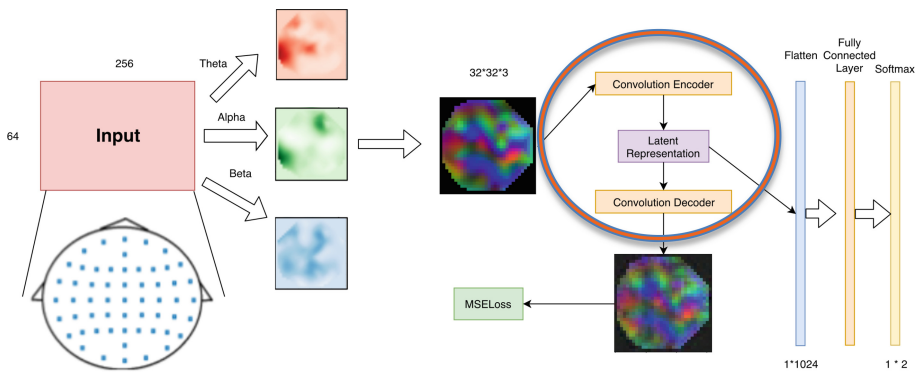 256
64
Input
Theta
Alpha
Beta
32*32*3
Convolution Encoder
Latent
Representation
Convolution Decoder
MSELoss
Flatten
Fully
Connected
Layer
Softmax
1*1024
1 * 2